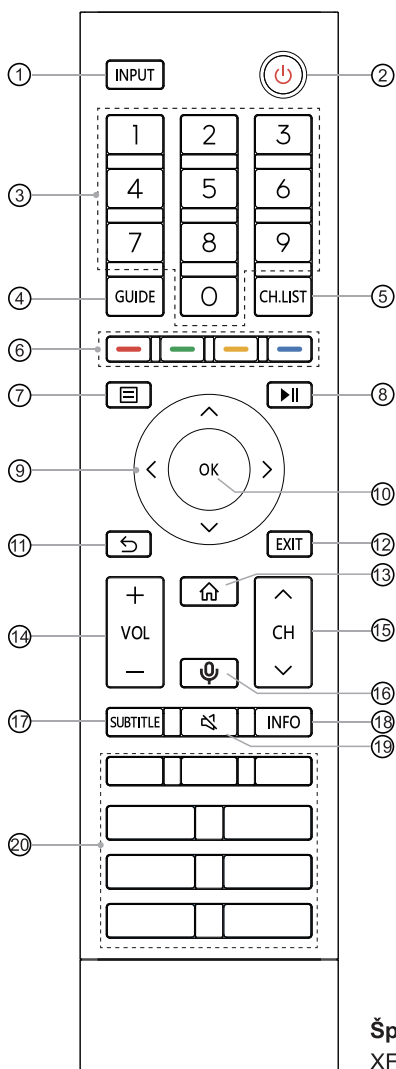 ① INPUT ②
1 2 3
③ 4 5 6
7 8 9
④ GUIDE 0 CH.LIST ⑤
⑥
⑦ ⑧
⑨ OK ⑩
⑪ EXIT ⑫
⑬
⑭ + VOL – CH ⑮
⑯
⑰ SUBTITLE INFO ⑱
⑲
⑳
Šp
XF